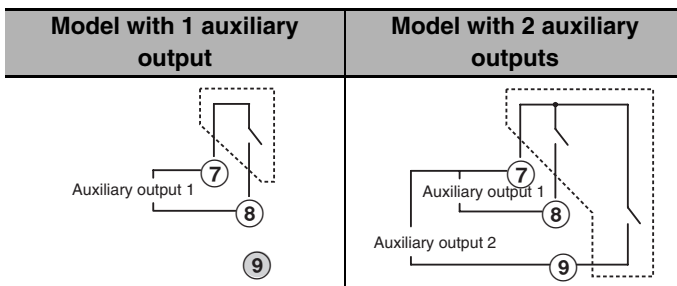 Model with 1 auxiliary
output
Model with 2 auxiliary
outputs
7
Auxiliary output 1
8
9
7
Auxiliary output 1
8
Auxiliary output 2
9